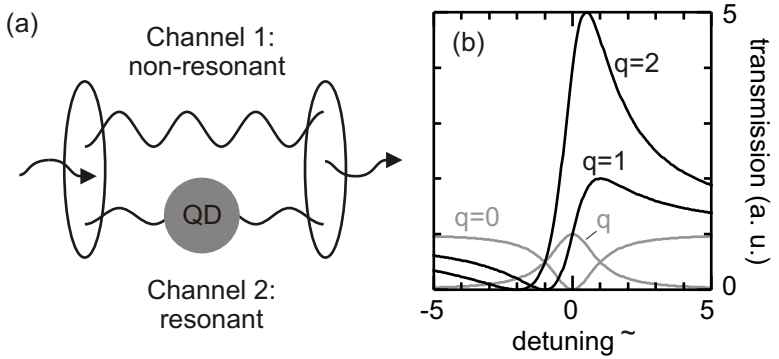 (a)
Channel 1:
non-resonant
QD
Channel 2:
resonant
(b)
q=2
q=1
q=0
q
5
0
transmission (a. u.)
-5
0
5
detuning ~